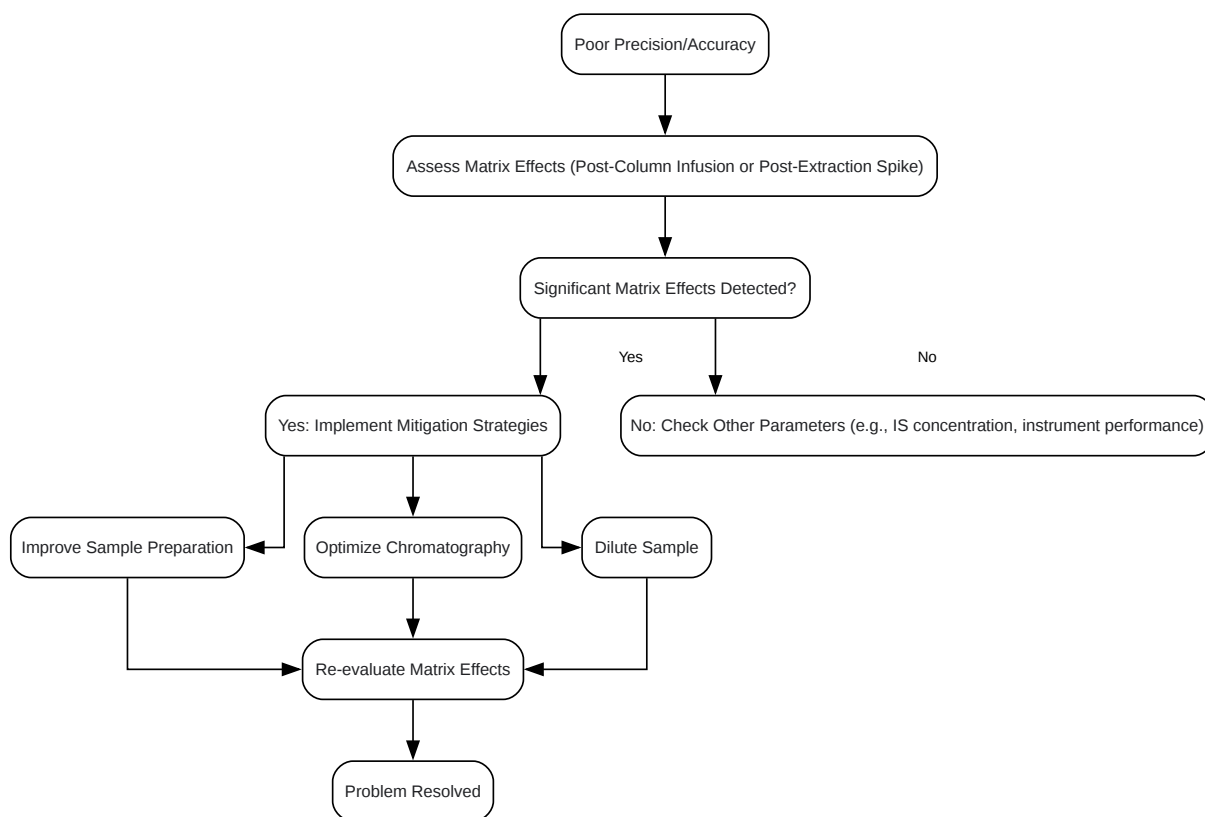 Poor Precision/Accuracy
Assess Matrix Effects (Post-Column Infusion or Post-Extraction Spike)
Significant Matrix Effects Detected?
Yes
No
Yes: Implement Mitigation Strategies
No: Check Other Parameters (e.g., IS concentration, instrument performance)
Improve Sample Preparation
Optimize Chromatography
Dilute Sample
Re-evaluate Matrix Effects
Problem Resolved